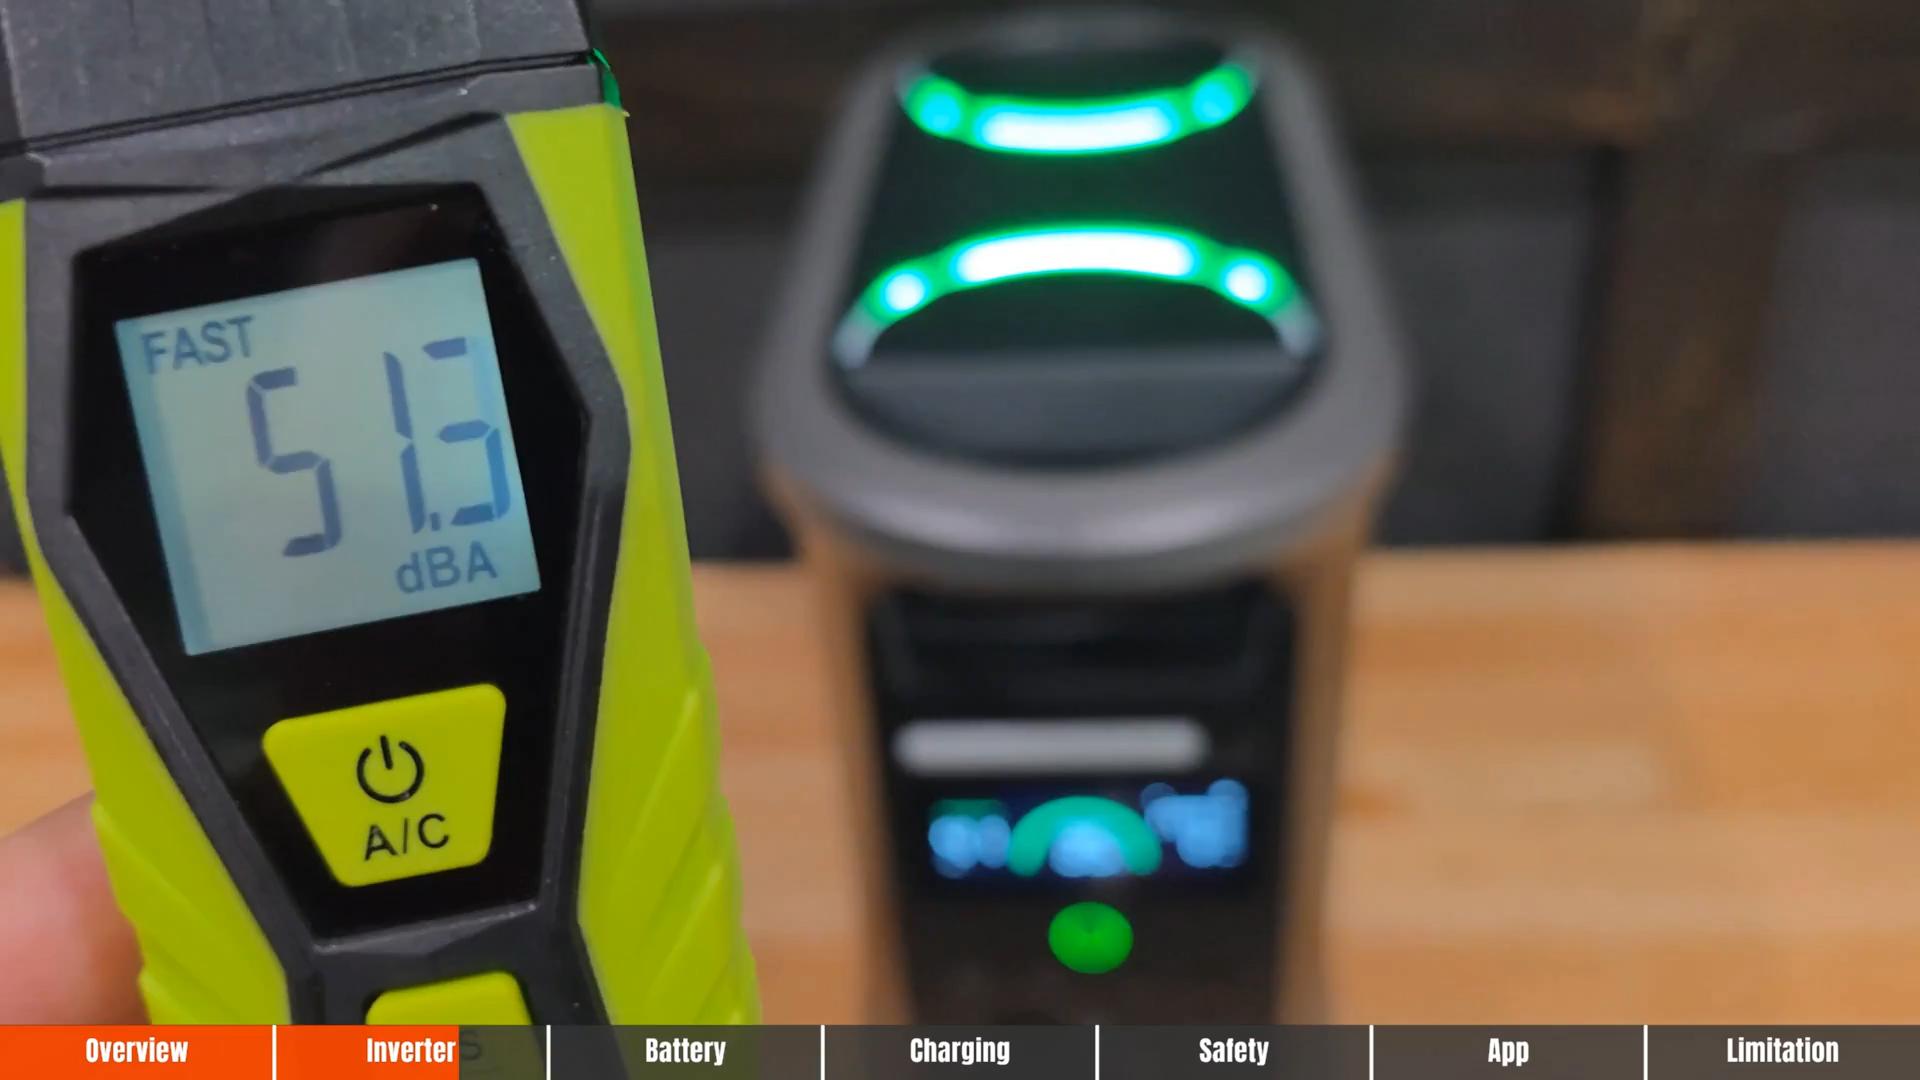 FAST
51.3
dBA
A/C
S
Overview
Inverter
Battery
Charging
Safety
App
Limitation